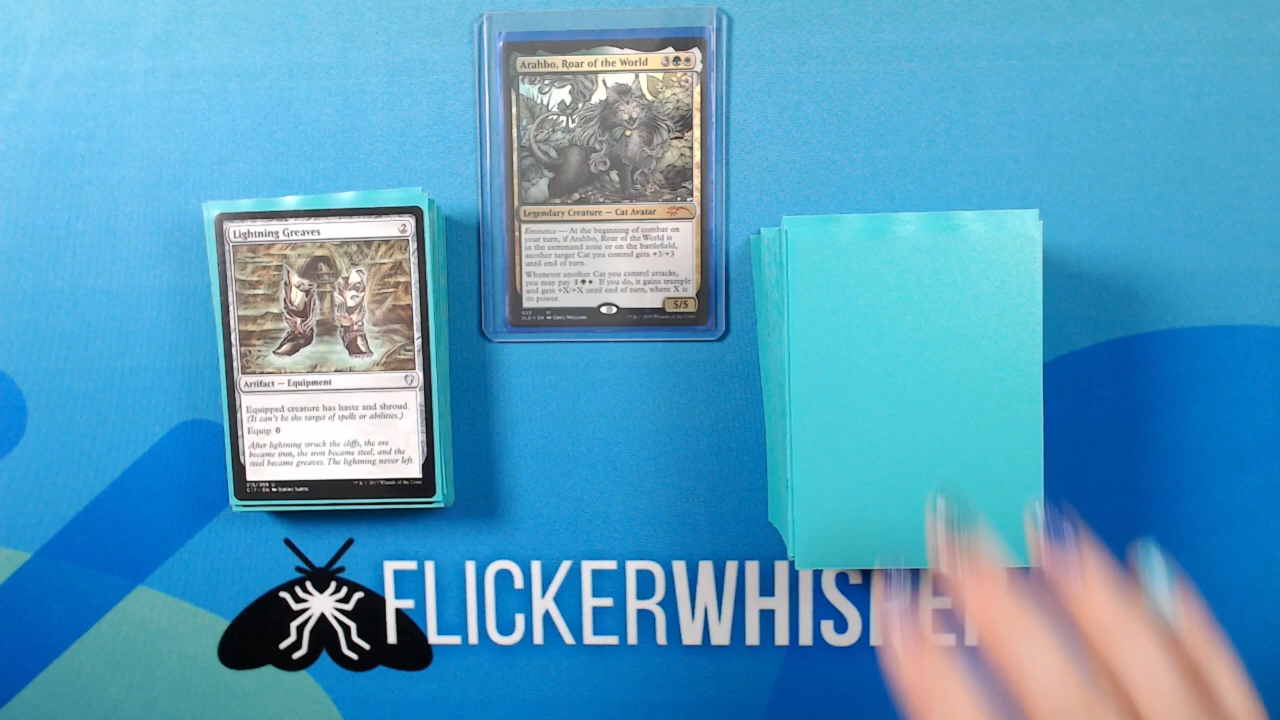 Arahbo, Roar of the World 3
Legendary Creature — Cat Avatar
Eminence — At the beginning of combat on
your turn, if Arahbo, Roar of the World is
in the command zone or on the battlefield,
another target Cat you control gets +3/+3
until end of turn.
Whenever another Cat you control attacks,
you may pay 1. If you do, it gains trample
and gets +X/+X until end of turn, where X is
its power.
5/5
Lightning Greaves 2
Artifact — Equipment
Equipped creature has haste and shroud.
(It can't be the target of spells or abilities.)
Equip 0
After lightning struck the cliffs, the ore
became iron, the iron became steel, and the
steel became greaves. The lightning never left.
FLICKERWHISPER